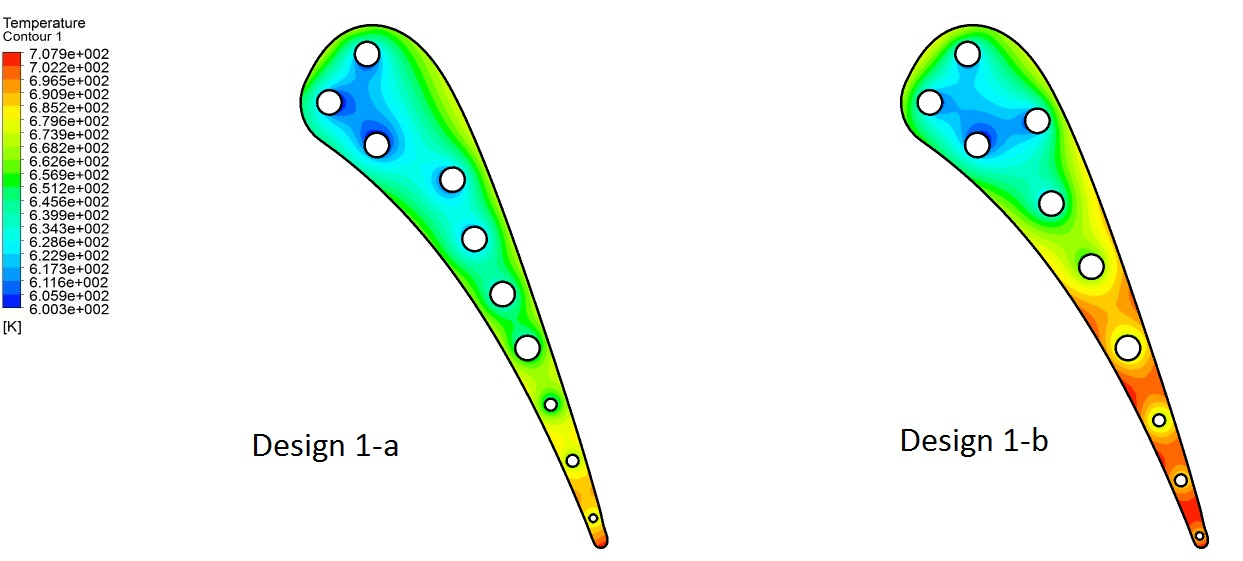 Temperature
Contour 1
7.079e+002
7.022e+002
6.965e+002
6.909e+002
6.852e+002
6.796e+002
6.739e+002
6.682e+002
6.626e+002
6.569e+002
6.512e+002
6.456e+002
6.399e+002
6.343e+002
6.286e+002
6.229e+002
6.173e+002
6.116e+002
6.059e+002
6.003e+002
[K]
Design 1-a
Design 1-b